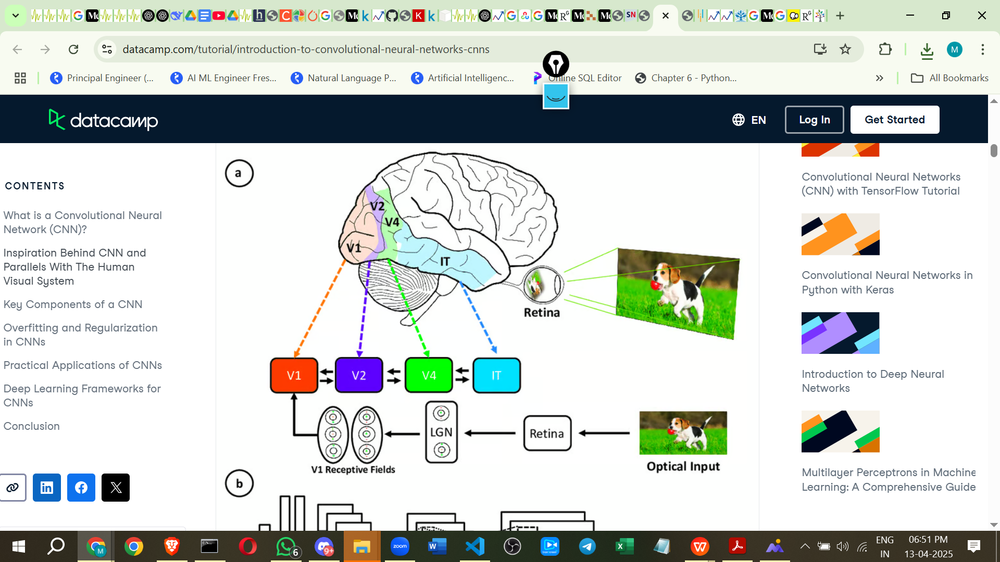 datacamp.com/tutorial/introduction-to-convolutional-neural-networks-cnns
M
Principal Engineer (...
AI ML Engineer Fres...
Natural Language P...
Artificial Intelligenc...
Online SQL Editor
Chapter 6 - Python...
All Bookmarks
datacamp
EN
Log In
Get Started
CONTENTS
What is a Convolutional Neural
Network (CNN)?
Inspiration Behind CNN and
Parallels With The Human
Visual System
Key Components of a CNN
Overfitting and Regularization
in CNNs
Practical Applications of CNNs
Deep Learning Frameworks for
CNNs
Conclusion
a
V2
V4
V1
IT
Retina
V1
V2
V4
IT
LGN
Retina
V1 Receptive Fields
Optical Input
b
Convolutional Neural Networks
(CNN) with TensorFlow Tutorial
Convolutional Neural Networks in
Python with Keras
Introduction to Deep Neural
Networks
Multilayer Perceptrons in Machine
Learning: A Comprehensive Guide
M
6
9+
zoom
ENG
IN
06:51 PM
13-04-2025